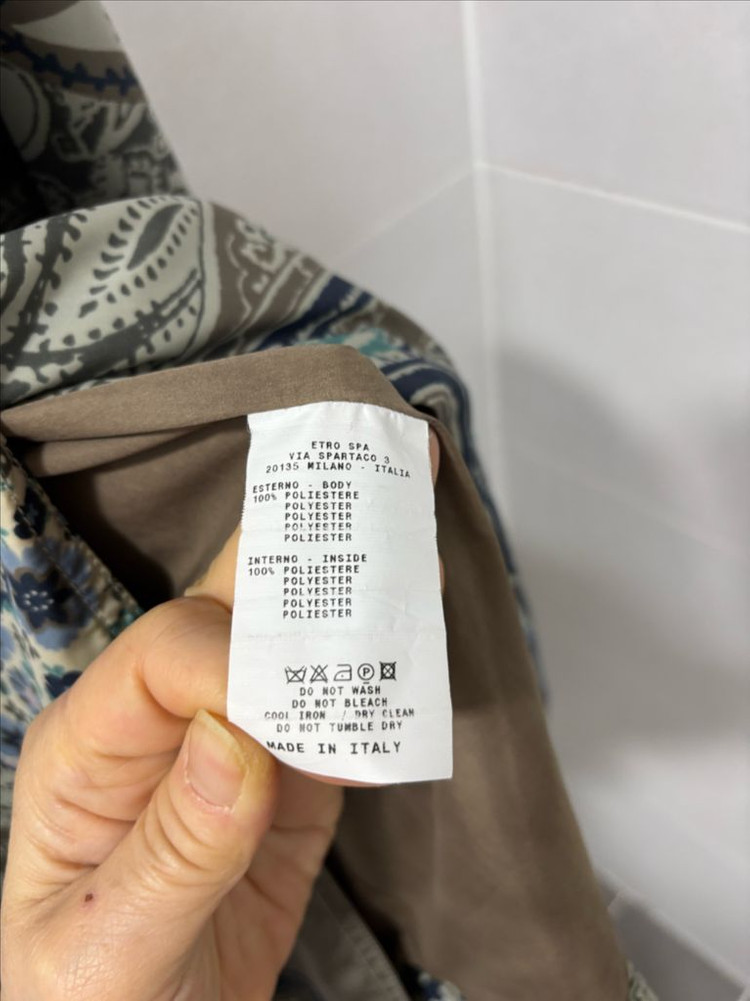 ETRO SPA
VIA SPARTACO 3
20135 MILANO - ITALIA
ESTERNO - BODY
100% POLIESTERE
POLYESTER
POLYESTER
POLYESTER
POLIESTER
INTERNO - INSIDE
100% POLIESTERE
POLYESTER
POLYESTER
POLYESTER
POLIESTER
P
DO NOT WASH
DO NOT BLEACH
COOL IRON / DRY CLEAN
DO NOT TUMBLE DRY
MADE IN ITALY